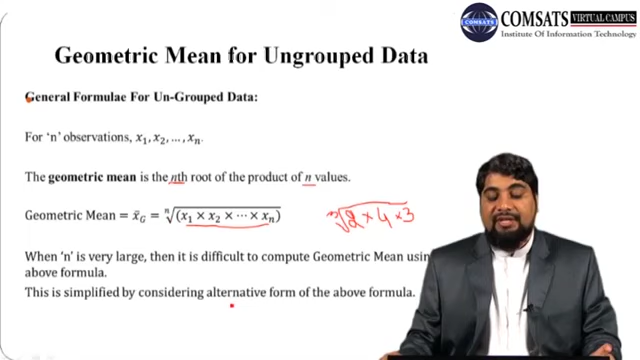 COMSATS VIRTUAL CAMPUS
Institute Of Information Technology
COMSATS
Geometric Mean for Ungrouped Data
General Formulae For Un-Grouped Data:
For ‘n’ observations, x₁, x₂, …, xₙ.
The geometric mean is the nth root of the product of n values.
Geometric Mean = x̄_G = ⁿ√(x₁ × x₂ × ⋯ × xₙ)
³√2 × 4 × 3
When ‘n’ is very large, then it is difficult to compute Geometric Mean using
above formula.
This is simplified by considering alternative form of the above formula.